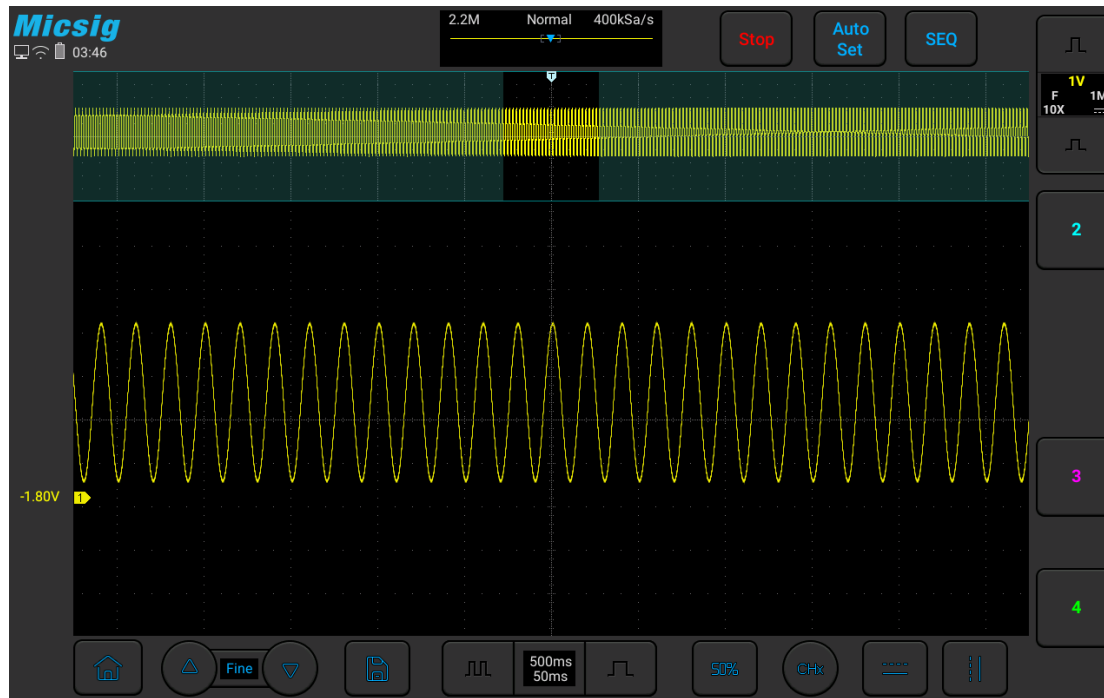 Micsig
03:46
2.2M Normal 400kSa/s
Stop
Auto
Set
SEQ
T
1V
F 1M
10X
2
-1.80V
1
3
4
Fine
500ms
50ms
50%
CHx